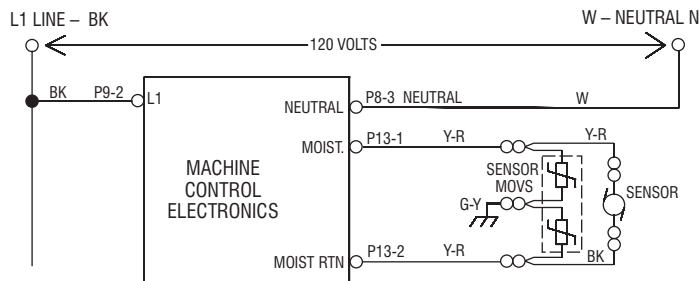 L1 LINE – BK
W – NEUTRAL N
120 VOLTS
BK P9-2 L1
NEUTRAL P8-3 NEUTRAL W
MOIST. P13-1 Y-R Y-R
MACHINE
CONTROL
ELECTRONICS
SENSOR
MOVS
SENSOR
G-Y
MOIST RTN P13-2 Y-R BK